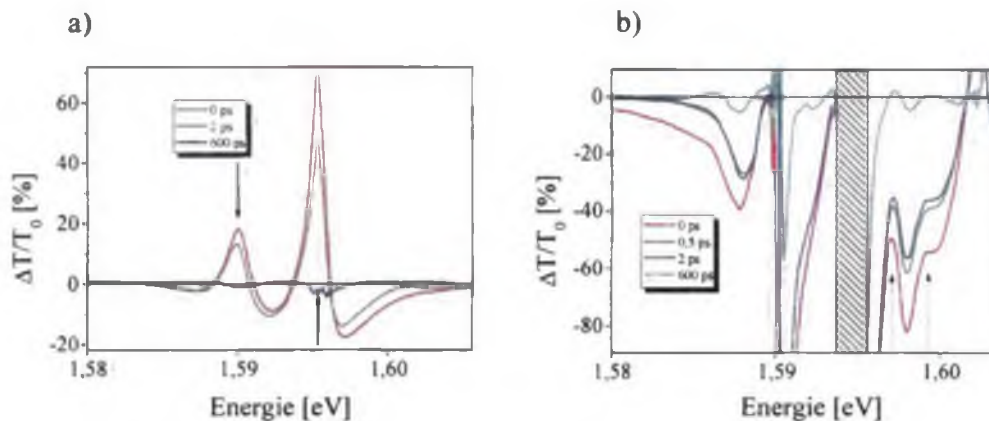 a)
b)
ΔT/T₀ [%]
60
40
20
0
-20
0 ps
2 ps
600 ps
1,58
1,59
1,60
Energie [eV]
ΔT/T₀ [%]
0
-20
-40
-60
-80
0 ps
0,5 ps
2 ps
600 ps
1,58
1,59
1,60
Energie [eV]